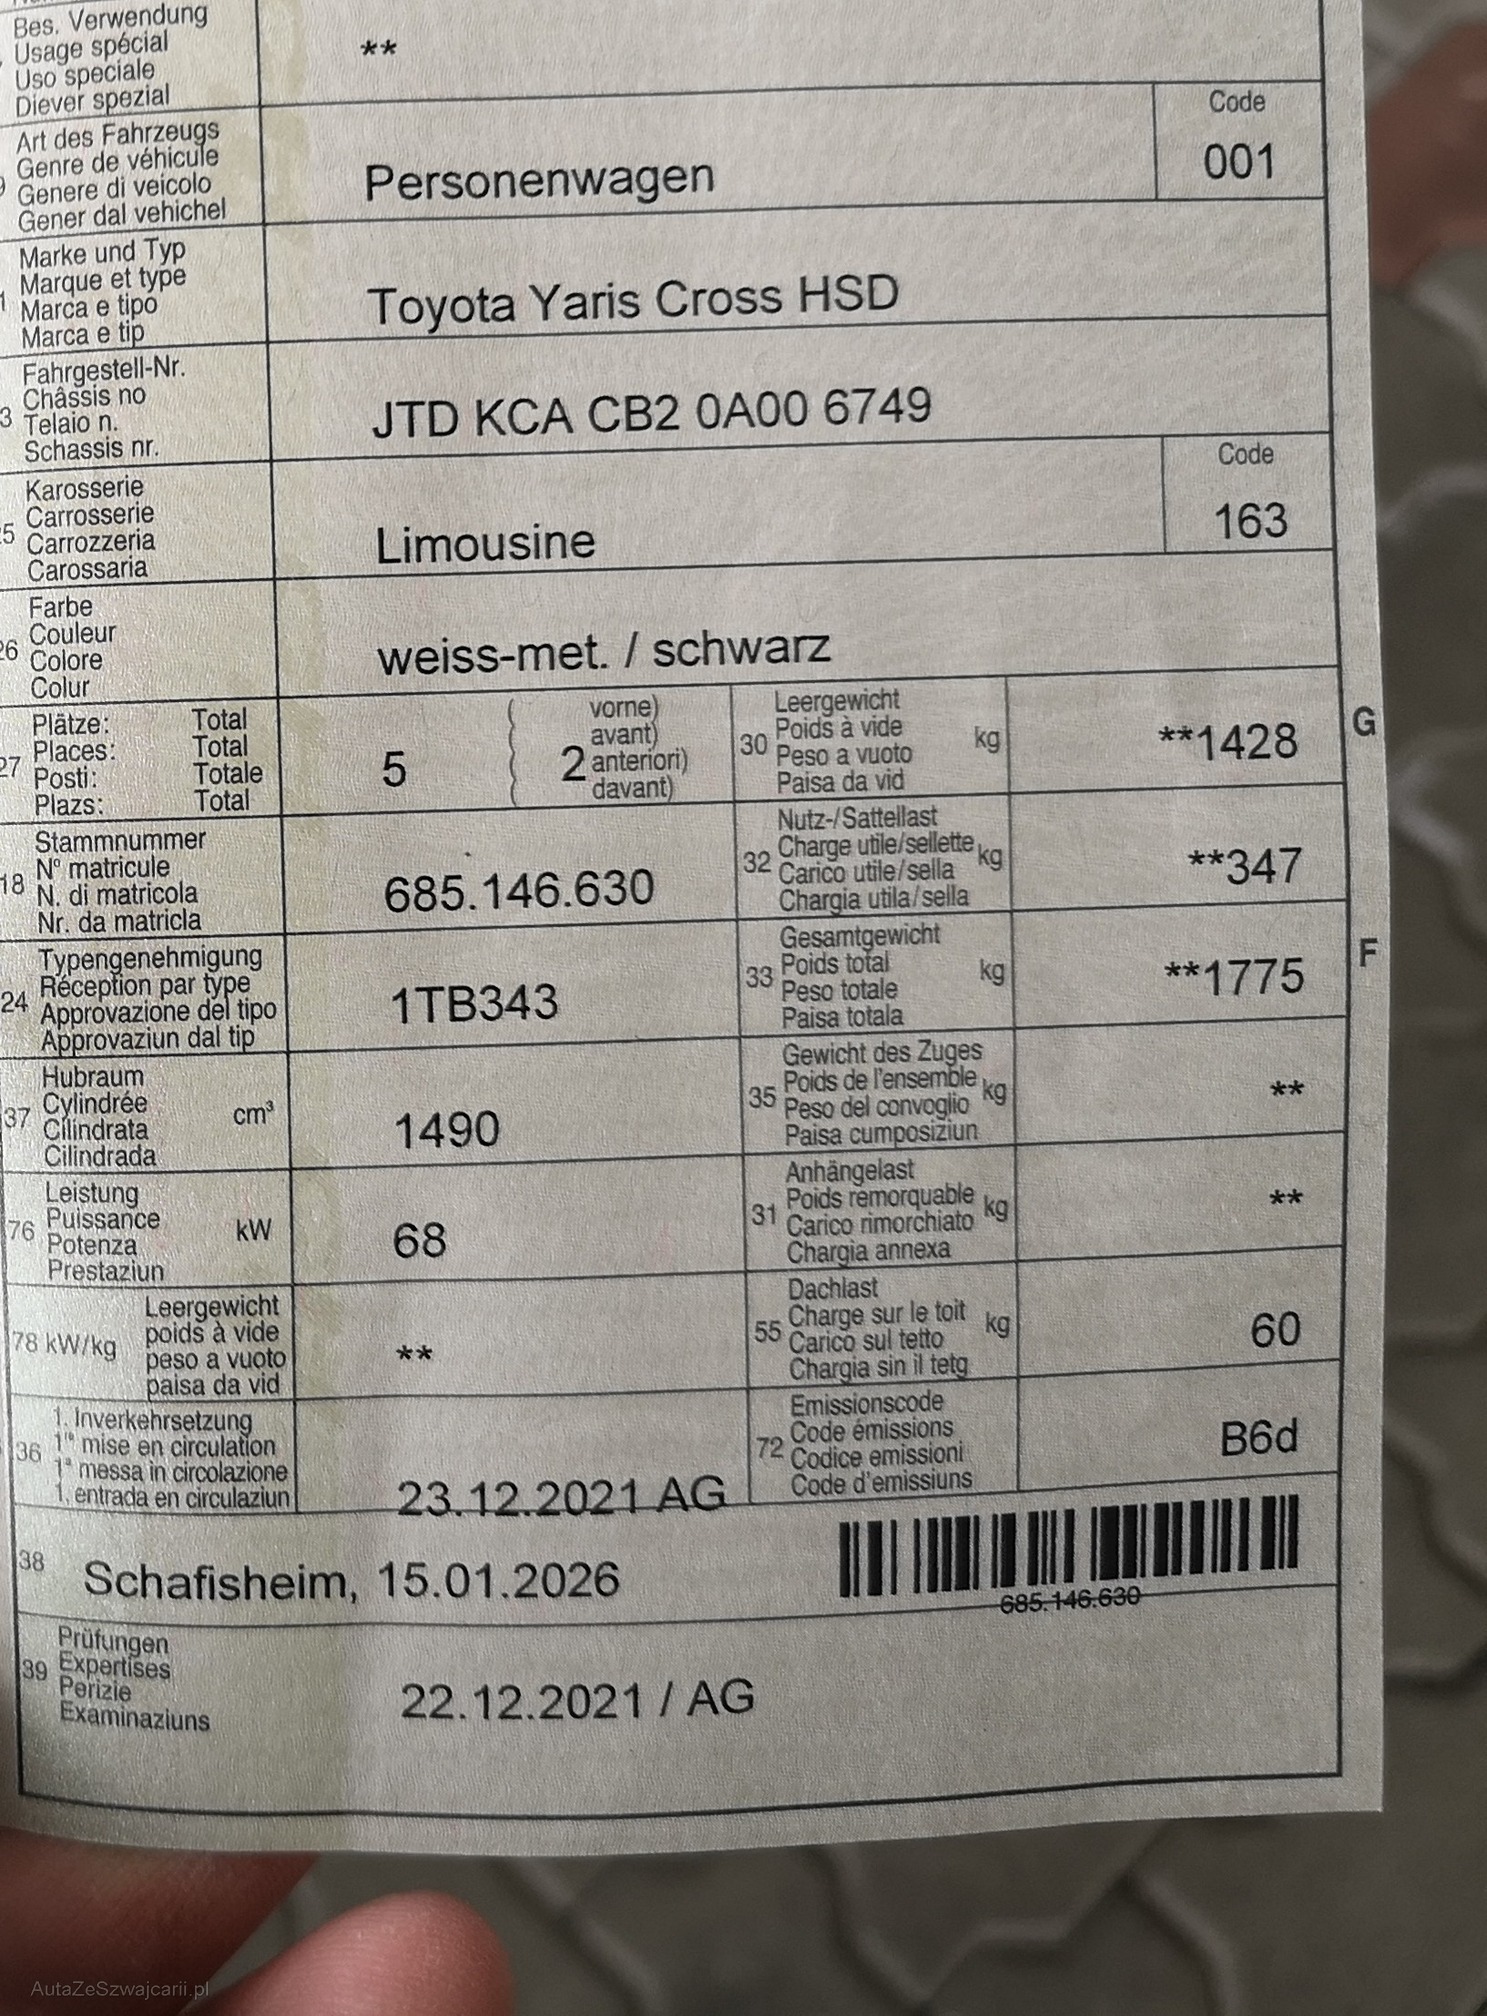 Bes. Verwendung
Usage spécial
Uso speciale
Diever spezial
**
Art des Fahrzeugs
Genre de véhicule
Genere di veicolo
Gener dal vehichel
Personenwagen
Code
001
Marke und Typ
Marque et type
Marca e tipo
Marca e tip
Toyota Yaris Cross HSD
Fahrgestell-Nr.
Châssis no
Telaio n.
Schassis nr.
JTD KCA CB2 0A00 6749
Karosserie
Carrosserie
Carrozzeria
Carossaria
Limousine
Code
163
Farbe
Couleur
Colore
Colur
weiss-met. / schwarz
Plätze: Total
Places: Total
Posti: Totale
Plazs: Total
5
2
vorne)
avant)
anteriori)
davant)
30
Leergewicht
Poids à vide
Peso a vuoto
Paisa da vid
kg
**1428
G
18
Stammnummer
N° matricule
N. di matricola
Nr. da matricla
685.146.630
32
Nutz-/Sattellast
Charge utile/sellette
Carico utile/sella
Chargia utila/sella
kg
**347
24
Typengenehmigung
Réception par type
Approvazione del tipo
Approvaziun dal tip
1TB343
33
Gesamtgewicht
Poids total
Peso totale
Paisa totala
kg
**1775
F
37
Hubraum
Cylindrée
Cilindrata
Cilindrada
cm³
1490
35
Gewicht des Zuges
Poids de l'ensemble
Peso del convoglio
Paisa cumposiziun
kg
**
76
Leistung
Puissance
Potenza
Prestaziun
kW
68
31
Anhängelast
Poids remorquable
Carico rimorchiato
Chargia annexa
kg
**
78 kW/kg
Leergewicht
poids à vide
peso a vuoto
paisa da vid
**
55
Dachlast
Charge sur le toit
Carico sul tetto
Chargia sin il tetg
kg
60
36
1. Inverkehrsetzung
1re mise en circulation
1a messa in circolazione
1. entrada en circulaziun
23.12.2021 AG
72
Emissionscode
Code émissions
Codice emissioni
Code d'emissiuns
B6d
38
Schafisheim, 15.01.2026
685.146.630
39
Prüfungen
Expertises
Perizie
Examinaziuns
22.12.2021 / AG
AutaZeSzwajcarii.pl